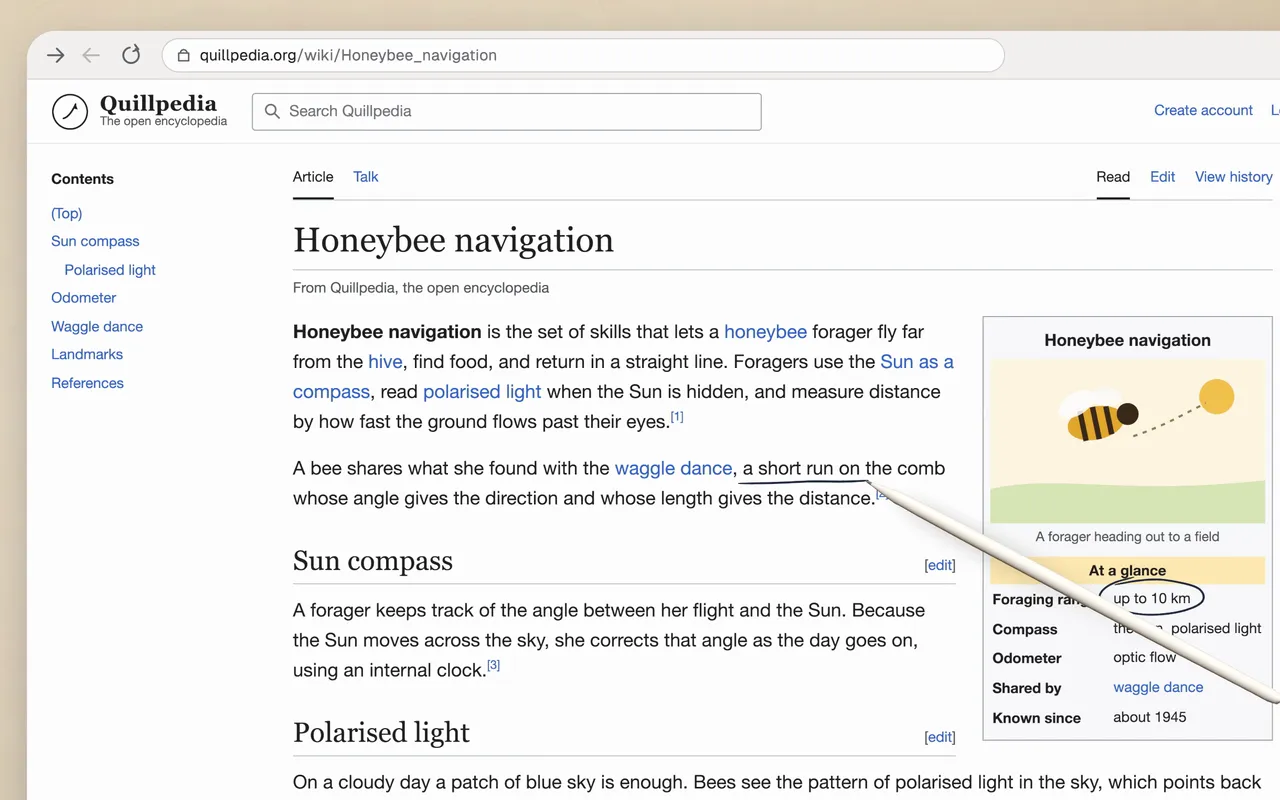 quillpedia.org/wiki/Honeybee_navigation
Quillpedia
The open encyclopedia
Search Quillpedia
Create account
Contents
(Top)
Sun compass
Polarised light
Odometer
Waggle dance
Landmarks
References
Article Talk
Read Edit View history
Honeybee navigation
From Quillpedia, the open encyclopedia
Honeybee navigation is the set of skills that lets a honeybee forager fly far
from the hive, find food, and return in a straight line. Foragers use the Sun as a
compass, read polarised light when the Sun is hidden, and measure distance
by how fast the ground flows past their eyes.[1]
A bee shares what she found with the waggle dance, a short run on the comb
whose angle gives the direction and whose length gives the distance.
Sun compass
[edit]
A forager keeps track of the angle between her flight and the Sun. Because
the Sun moves across the sky, she corrects that angle as the day goes on,
using an internal clock.[3]
Polarised light
[edit]
On a cloudy day a patch of blue sky is enough. Bees see the pattern of polarised light in the sky, which points back
Honeybee navigation
A forager heading out to a field
At a glance
Foraging up to 10 km
Compass polarised light
Odometer optic flow
Shared by waggle dance
Known since about 1945